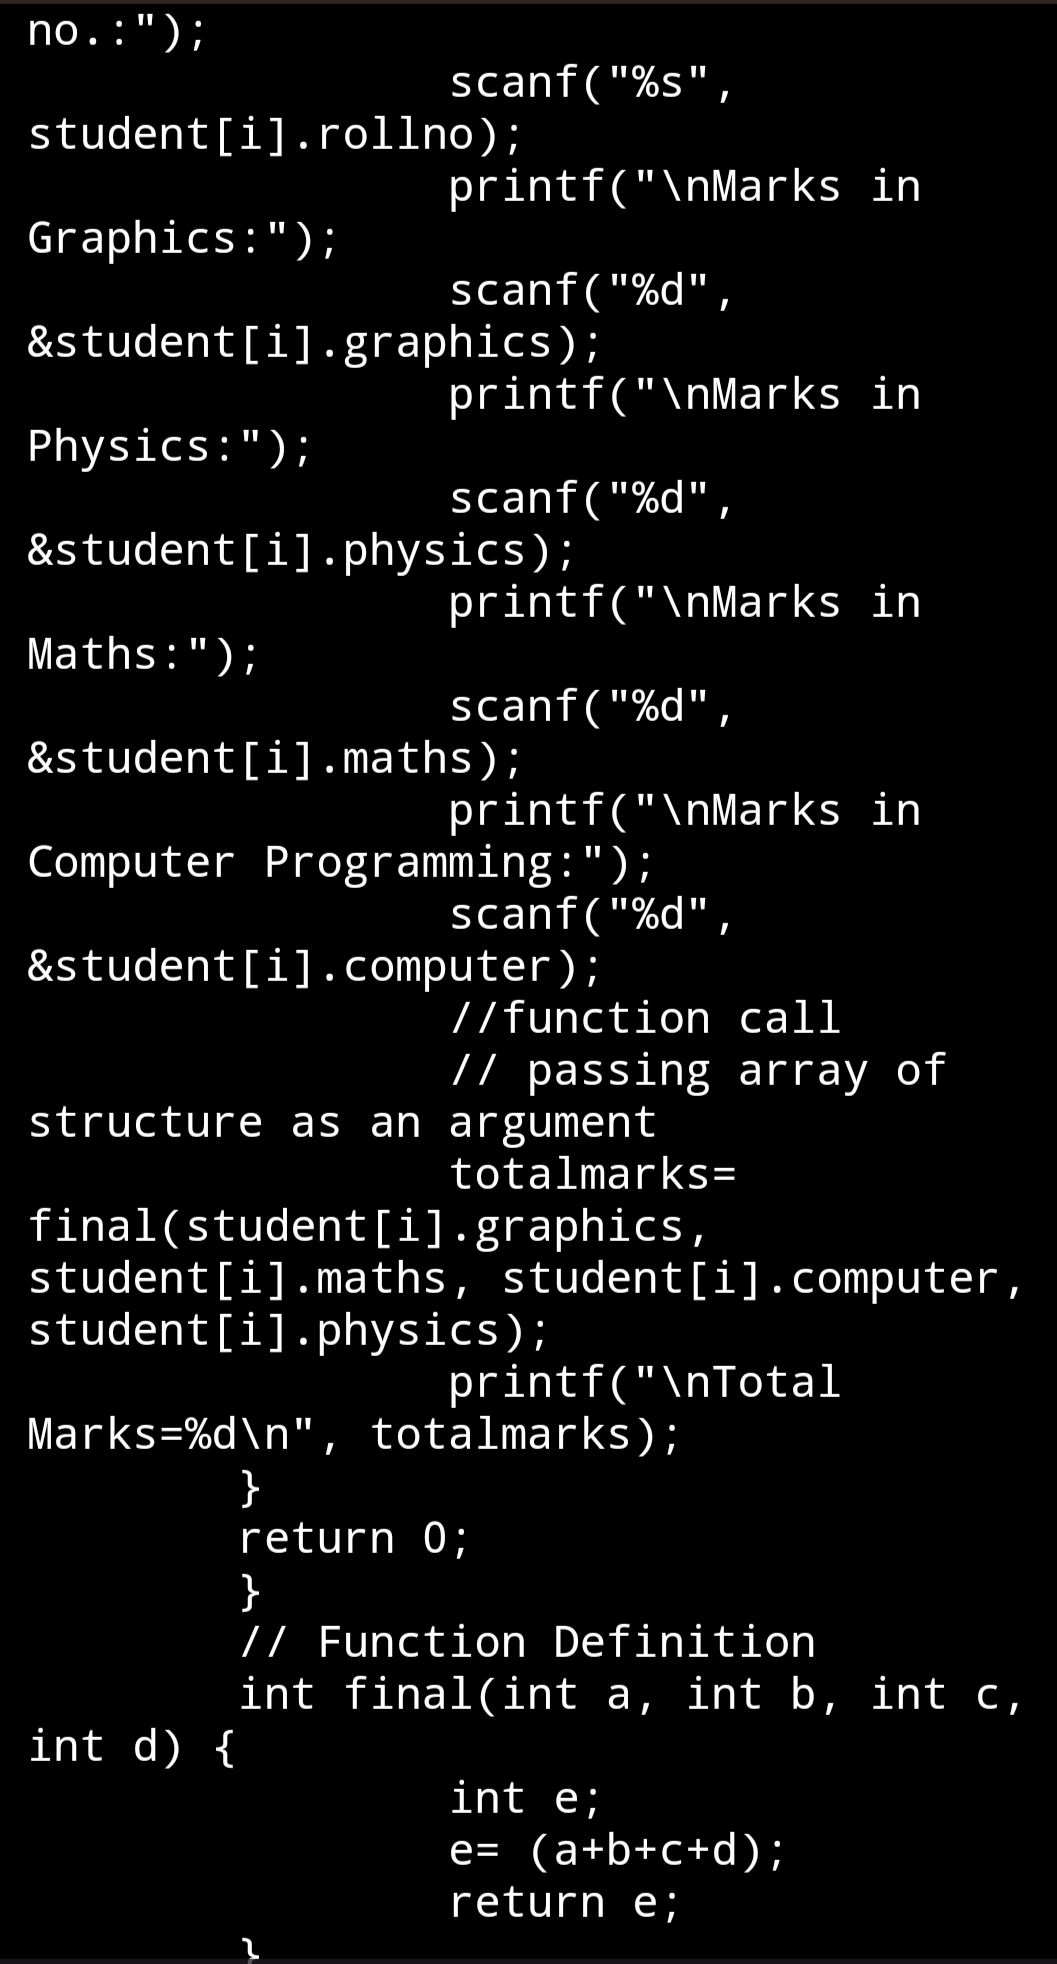 no.:");
scanf("%s",
student[i].rollno);
printf("\nMarks in
Graphics:");
scanf("%d",
&student[i].graphics);
printf("\nMarks in
Physics:");
scanf("%d",
&student[i].physics);
printf("\nMarks in
Maths:");
scanf("%d",
&student[i].maths);
printf("\nMarks in
Computer Programming:");
scanf("%d",
&student[i].computer);
//function call
// passing array of
structure as an argument
totalmarks=
final(student[i].graphics,
student[i].maths, student[i].computer,
student[i].physics);
printf("\nTotal
Marks=%d\n", totalmarks);
}
return 0;
}
// Function Definition
int final(int a, int b, int c,
int d) {
int e;
e= (a+b+c+d);
return e;
}